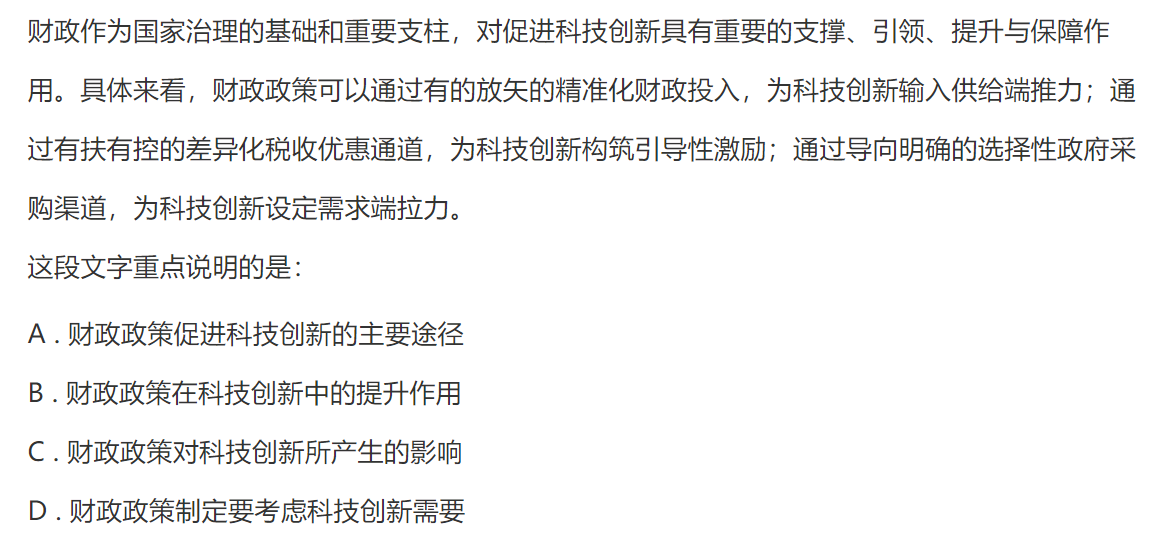 财政作为国家治理的基础和重要支柱，对促进科技创新具有重要的支撑、引领、提升与保障作
用。具体来看，财政政策可以通过有的放矢的精准化财政投入，为科技创新输入供给端推力；通
过有扶有控的差异化税收优惠通道，为科技创新构筑引导性激励；通过导向明确的选择性政府采
购渠道，为科技创新设定需求端拉力。
这段文字重点说明的是：
A . 财政政策促进科技创新的主要途径
B . 财政政策在科技创新中的提升作用
C . 财政政策对科技创新所产生的影响
D . 财政政策制定要考虑科技创新需要